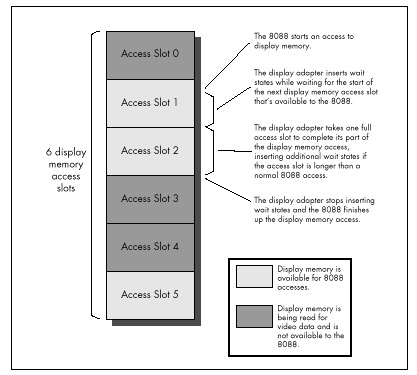 Access Slot 0
Access Slot 1
Access Slot 2
Access Slot 3
Access Slot 4
Access Slot 5
6 display
memory
access
slots
The 8088 starts an access to
display memory.
The display adapter inserts wait
states while waiting for the start of
the next display memory access slot
that's available to the 8088.
The display adapter takes one full
access slot to complete its part of
the display memory access,
inserting additional wait states if
the access slot is longer than a
normal 8088 access.
The display adapter stops inserting
wait states and the 8088 finishes
up the display memory access.
Display memory is
available for 8088
accesses.
Display memory is
being read for
video data and is
not available to the
8088.